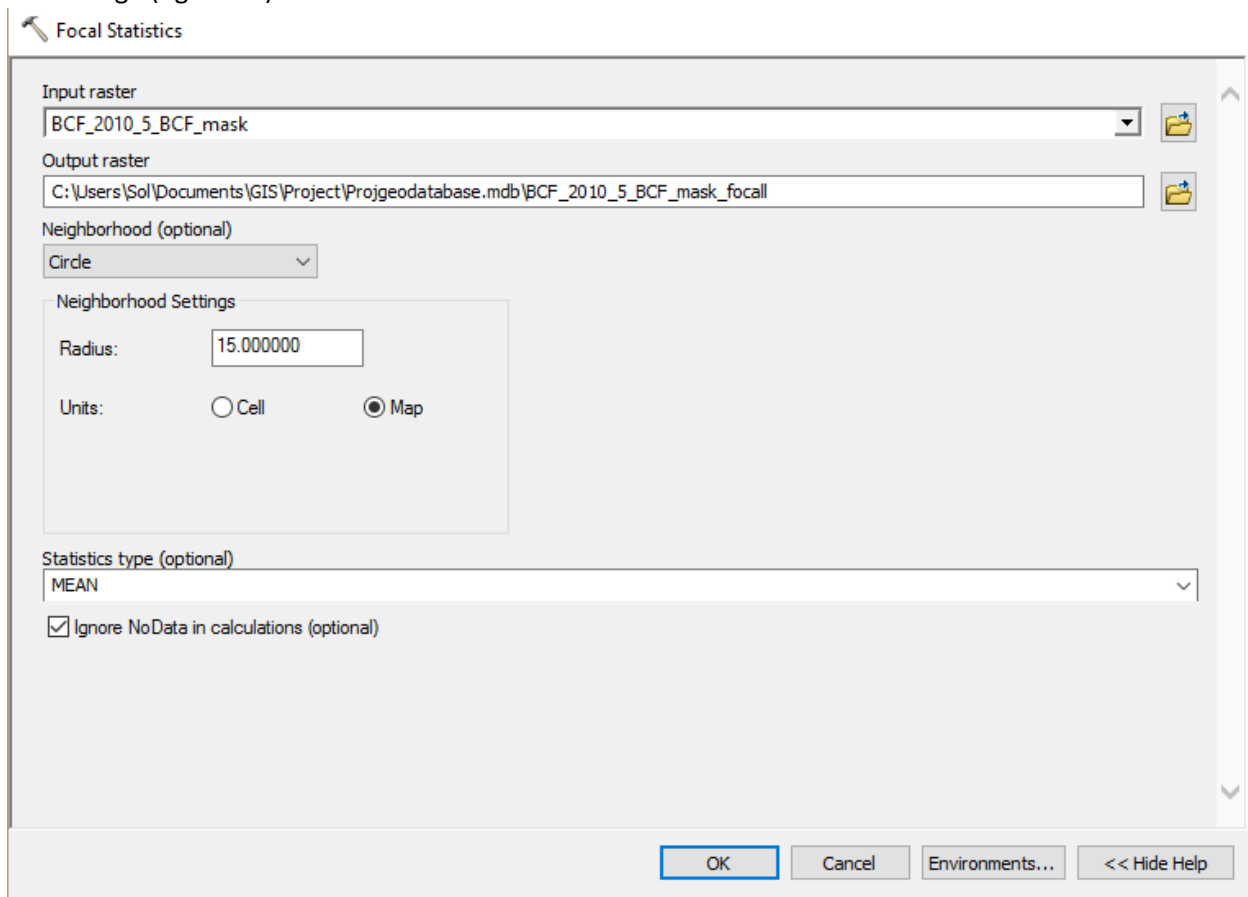 Focal Statistics
Input raster
BCF_2010_5_BCF_mask
Output raster
C:\Users\Sol\Documents\GIS\Project\Projgeodatabase.mdb\BCF_2010_5_BCF_mask_focall
Neighborhood (optional)
Circle
Neighborhood Settings
Radius: 15.000000
Units: Cell Map
Statistics type (optional)
MEAN
Ignore NoData in calculations (optional)
OK Cancel Environments... << Hide Help